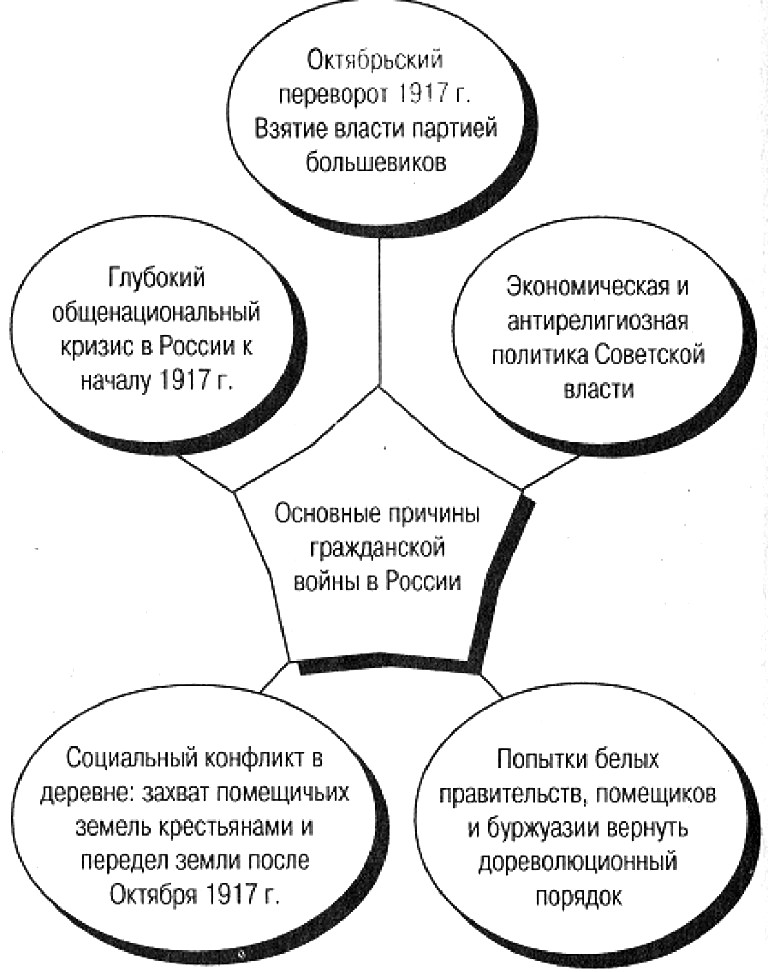 Октябрьский
переворот 1917 г.
Взятие власти партией
большевиков
Глубокий
общенациональный
кризис в России к
началу 1917 г.
Экономическая и
антирелигиозная
политика Советской
власти
Основные причины
гражданской
войны в России
Социальный конфликт в
деревне: захват помещичьих
земель крестьянами и
передел земли после
Октября 1917 г.
Попытки белых
правительств, помещиков
и буржуазии вернуть
дореволюционный
порядок